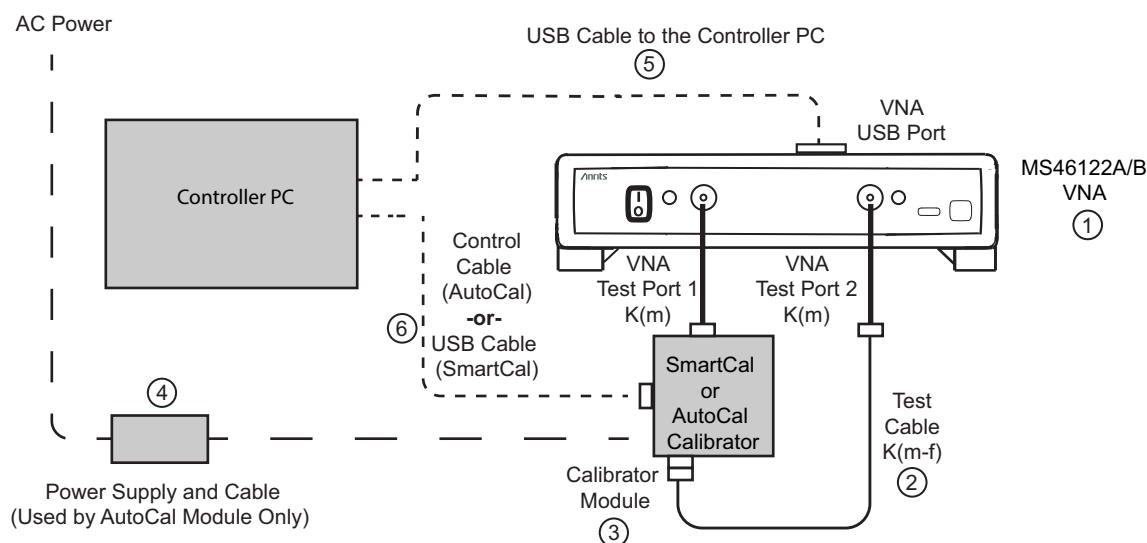 AC Power
USB Cable to the Controller PC
5
VNA
USB Port
MS46122A/B
VNA
1
Anritsu
Controller PC
I
O
Control
Cable
(AutoCal)
-or-
USB Cable
(SmartCal)
6
VNA
Test Port 1
K(m)
VNA
Test Port 2
K(m)
SmartCal
or
AutoCal
Calibrator
Test
Cable
K(m-f)
2
4
Power Supply and Cable
(Used by AutoCal Module Only)
Calibrator
Module
3